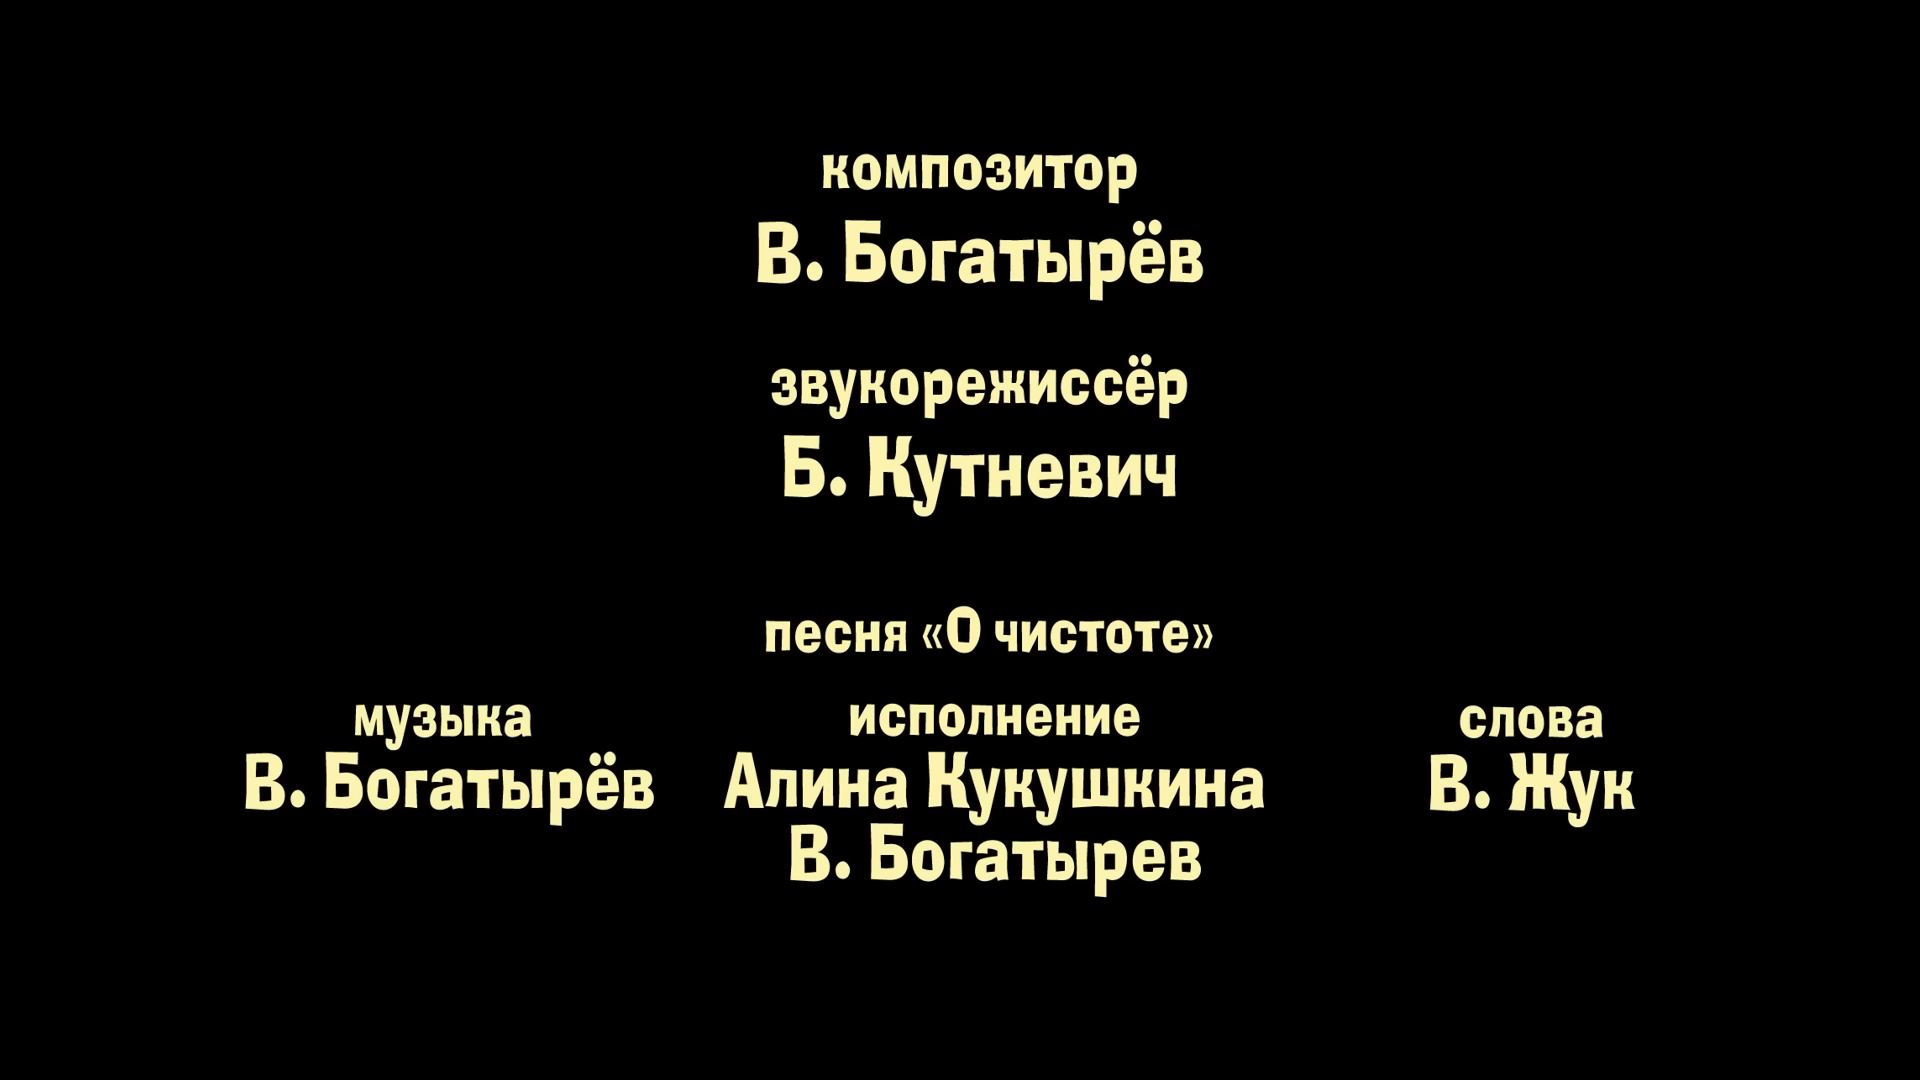 композитор
В. Богатырёв
звукорежиссёр
Б. Кутневич
песня «О чистоте»
музыка
В. Богатырёв
исполнение
Алина Кукушкина
В. Богатырев
слова
В. Жук